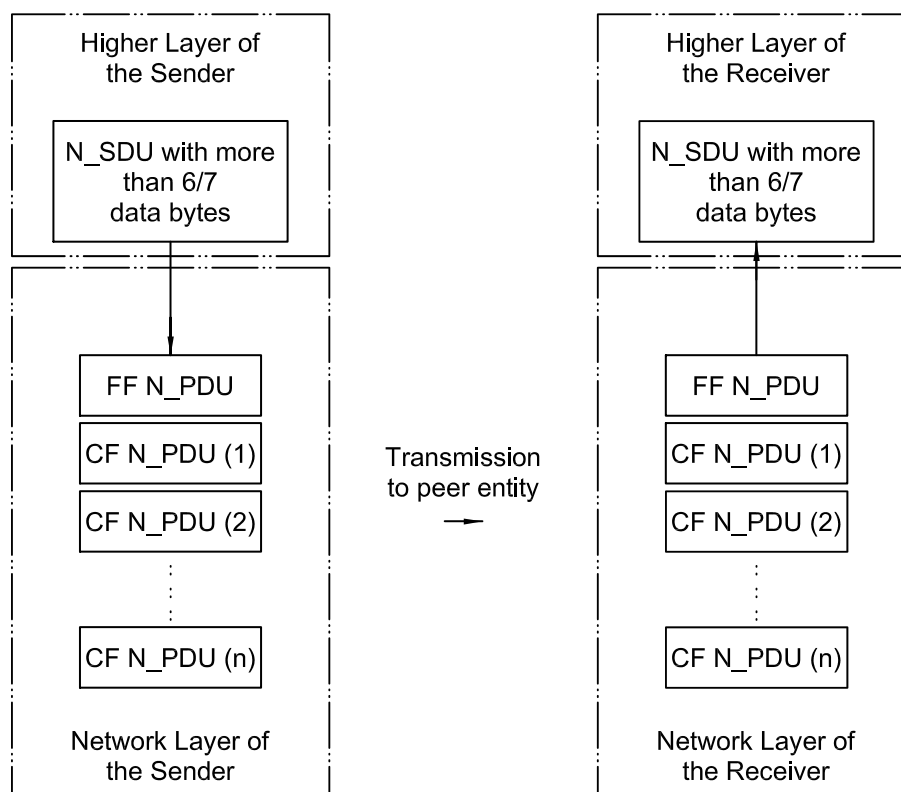 Higher Layer of
the Sender
N_SDU with more
than 6/7
data bytes
FF N_PDU
CF N_PDU (1)
CF N_PDU (2)
CF N_PDU (n)
Network Layer of
the Sender
Transmission
to peer entity
Higher Layer of
the Receiver
N_SDU with more
than 6/7
data bytes
FF N_PDU
CF N_PDU (1)
CF N_PDU (2)
CF N_PDU (n)
Network Layer of
the Receiver